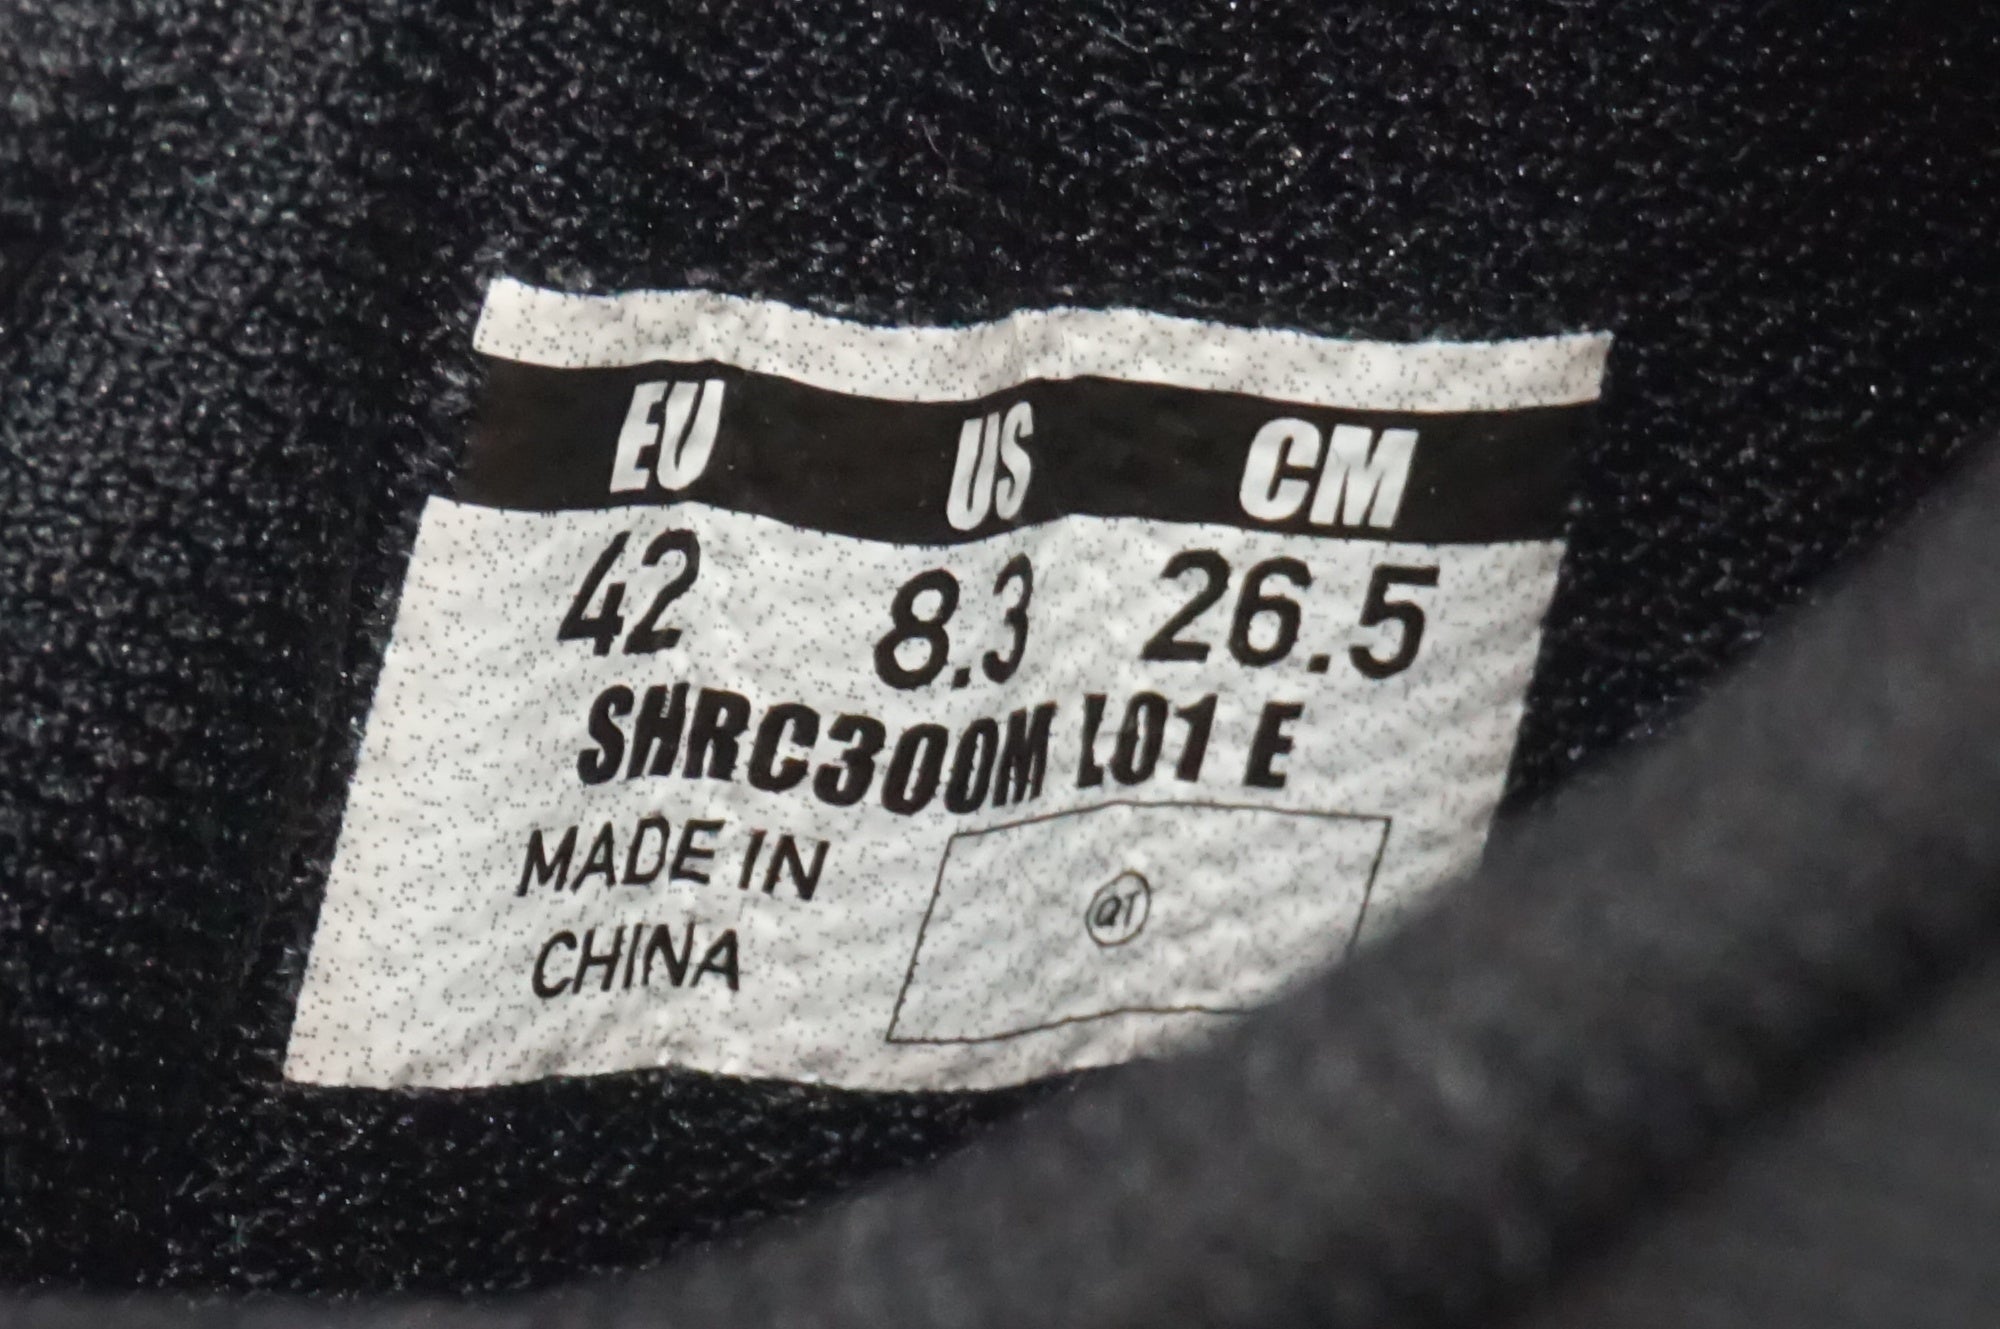 EU US CM
42 8.3 26.5
SHRC300M L01 E
MADE IN
CHINA
QT